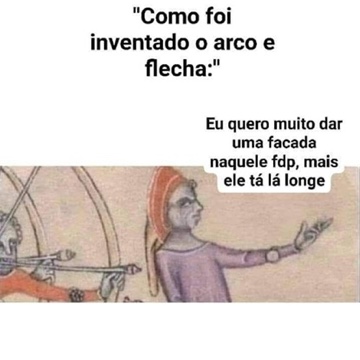 "Como foi
inventado o arco e
flecha:"
Eu quero muito dar
uma facada
naquele fdp, mais
ele tá lá longe